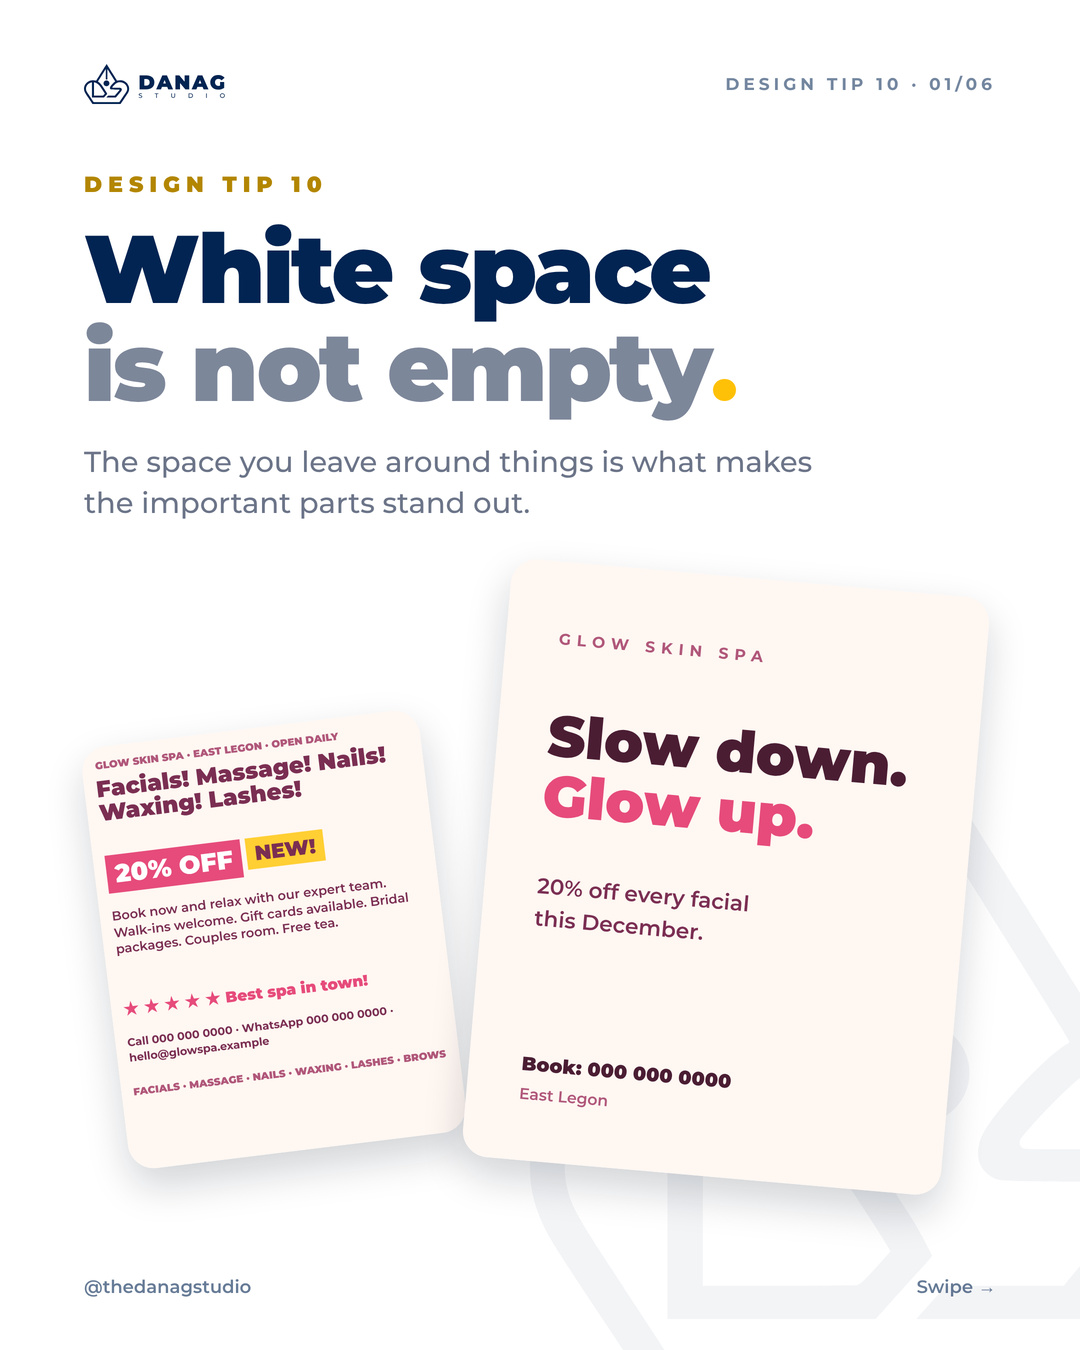 DANAG
STUDIO
DESIGN TIP 10 · 01/06
DESIGN TIP 10
White space
is not empty.
The space you leave around things is what makes
the important parts stand out.
GLOW SKIN SPA · EAST LEGON · OPEN DAILY
Facials! Massage! Nails!
Waxing! Lashes!
20% OFF NEW!
Book now and relax with our expert team.
Walk-ins welcome. Gift cards available. Bridal
packages. Couples room. Free tea.
★ ★ ★ ★ ★ Best spa in town!
Call 000 000 0000 · WhatsApp 000 000 0000 ·
hello@glowspa.example
FACIALS · MASSAGE · NAILS · WAXING · LASHES · BROWS
GLOW SKIN SPA
Slow down.
Glow up.
20% off every facial
this December.
Book: 000 000 0000
East Legon
@thedanagstudio
Swipe →